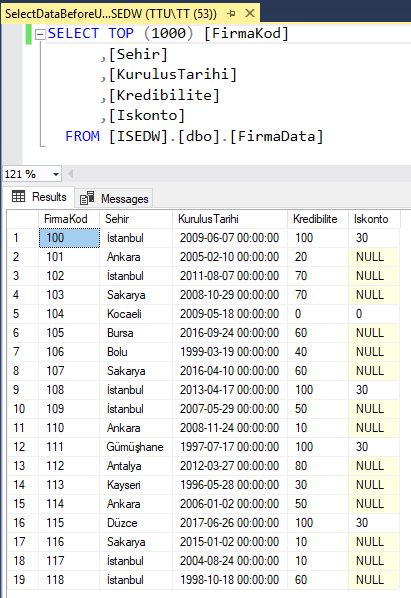 SelectDataBeforeU...SEDW (TTU\TT (53))
SELECT TOP (1000) [FirmaKod]
,[Sehir]
,[KurulusTarihi]
,[Kredibilite]
,[Iskonto]
FROM [ISEDW].[dbo].[FirmaData]
121 %
Results Messages
FirmaKod Sehir KurulusTarihi Kredibilite Iskonto
1 100 İstanbul 2009-06-07 00:00:00 100 30
2 101 Ankara 2005-02-10 00:00:00 20 NULL
3 102 İstanbul 2011-08-07 00:00:00 70 NULL
4 103 Sakarya 2008-10-29 00:00:00 70 NULL
5 104 Kocaeli 2009-05-18 00:00:00 0 0
6 105 Bursa 2016-09-24 00:00:00 60 NULL
7 106 Bolu 1999-03-19 00:00:00 40 NULL
8 107 Sakarya 2016-04-10 00:00:00 60 NULL
9 108 İstanbul 2013-04-17 00:00:00 100 30
10 109 İstanbul 2007-05-29 00:00:00 50 NULL
11 110 Ankara 2008-11-24 00:00:00 10 NULL
12 111 Gümüşhane 1997-07-17 00:00:00 100 30
13 112 Antalya 2012-03-27 00:00:00 80 NULL
14 113 Kayseri 1996-05-28 00:00:00 30 NULL
15 114 Ankara 2006-01-02 00:00:00 50 NULL
16 115 Düzce 2017-06-26 00:00:00 100 30
17 116 Sakarya 2015-01-02 00:00:00 10 NULL
18 117 İstanbul 2004-08-24 00:00:00 10 NULL
19 118 İstanbul 1998-10-18 00:00:00 60 NULL